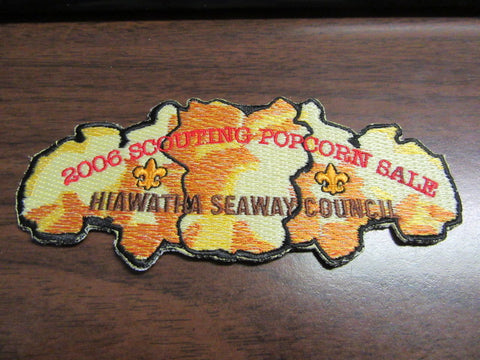 2006 SCOUTING POPCORN SALE
HIAWATHA SEAWAY COUNCIL